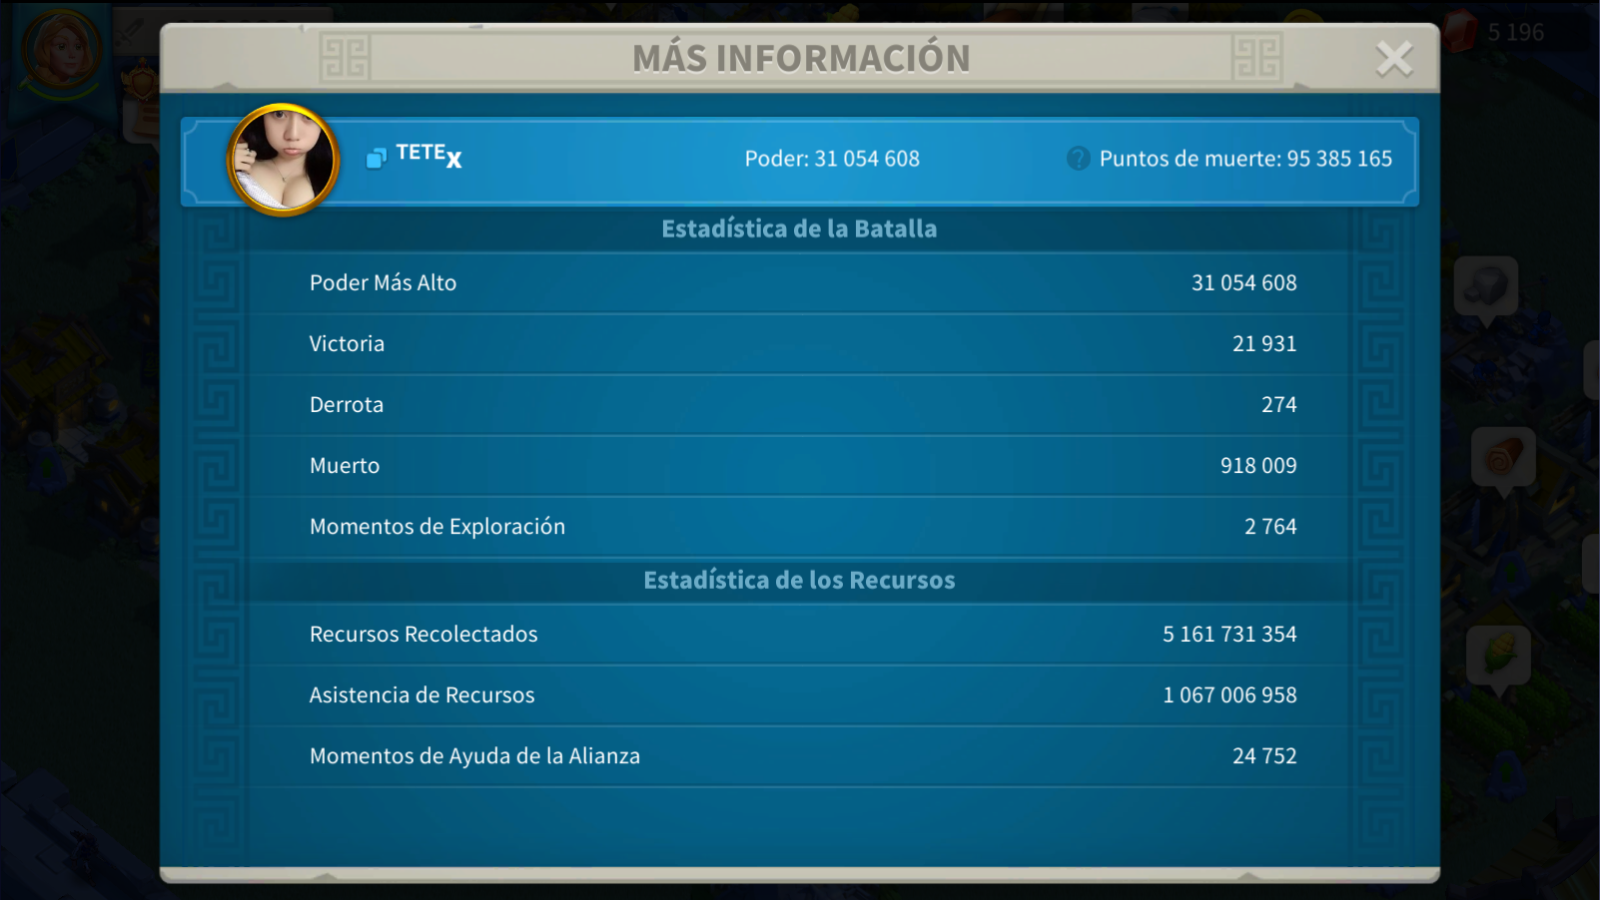 MÁS INFORMACIÓN
5 196
TETEx
Poder: 31 054 608
? Puntos de muerte: 95 385 165
Estadística de la Batalla
Poder Más Alto 31 054 608
Victoria 21 931
Derrota 274
Muerto 918 009
Momentos de Exploración 2 764
Estadística de los Recursos
Recursos Recolectados 5 161 731 354
Asistencia de Recursos 1 067 006 958
Momentos de Ayuda de la Alianza 24 752